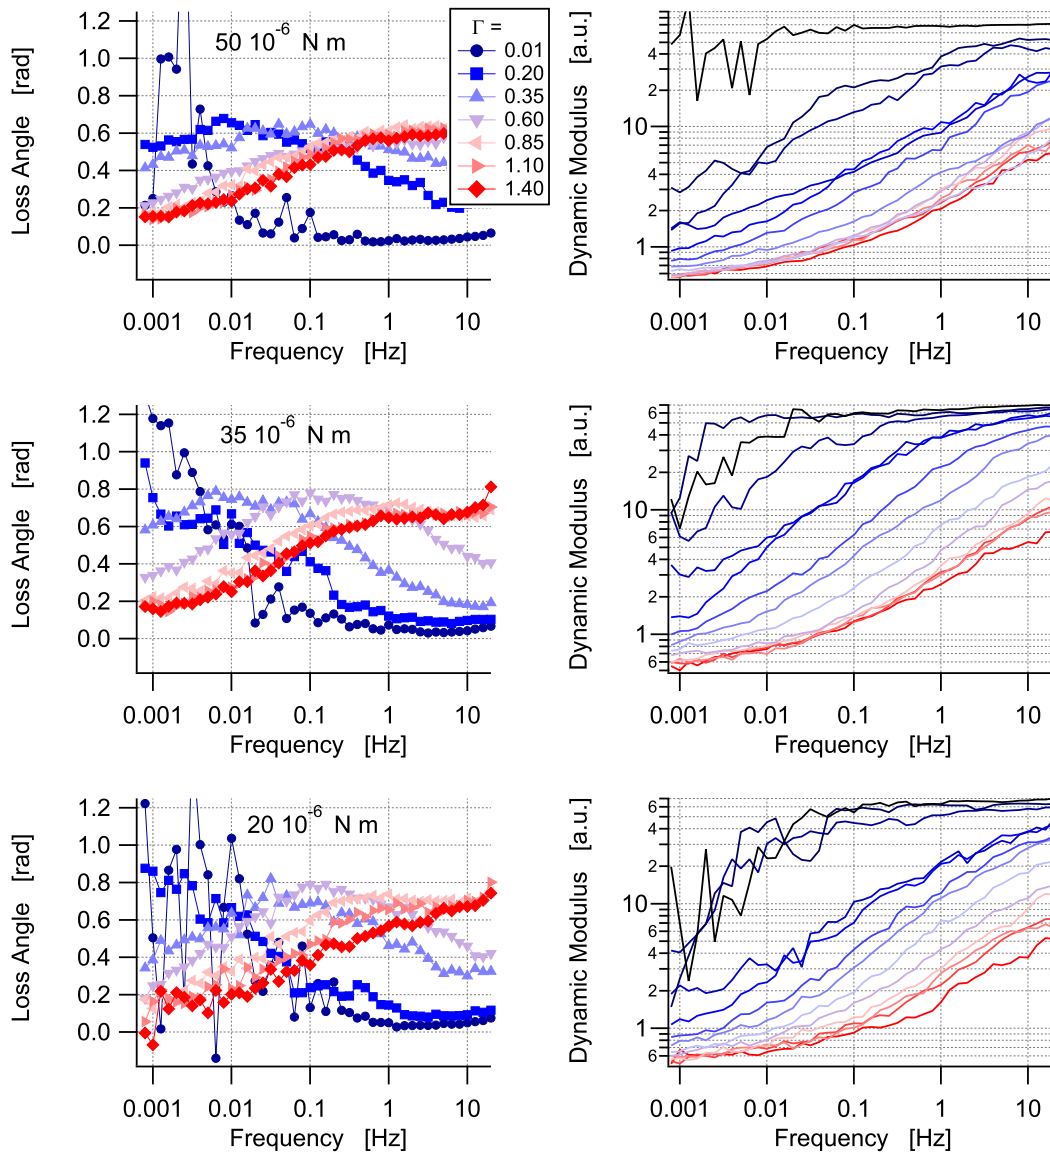 1.2
1.0
0.8
0.6
0.4
0.2
0.0
Loss Angle [rad]
50 10-6 N m
Γ =
0.01
0.20
0.35
0.60
0.85
1.10
1.40
0.001 0.01 0.1 1 10
Frequency [Hz]
4
2
10
4
2
1
Dynamic Modulus [a.u.]
0.001 0.01 0.1 1 10
Frequency [Hz]
1.2
1.0
0.8
0.6
0.4
0.2
0.0
Loss Angle [rad]
35 10-6 N m
0.001 0.01 0.1 1 10
Frequency [Hz]
6
4
2
10
6
4
2
1
6
Dynamic Modulus [a.u.]
0.001 0.01 0.1 1 10
Frequency [Hz]
1.2
1.0
0.8
0.6
0.4
0.2
0.0
Loss Angle [rad]
20 10-6 N m
0.001 0.01 0.1 1 10
Frequency [Hz]
6
4
2
10
6
4
2
1
6
Dynamic Modulus [a.u.]
0.001 0.01 0.1 1 10
Frequency [Hz]